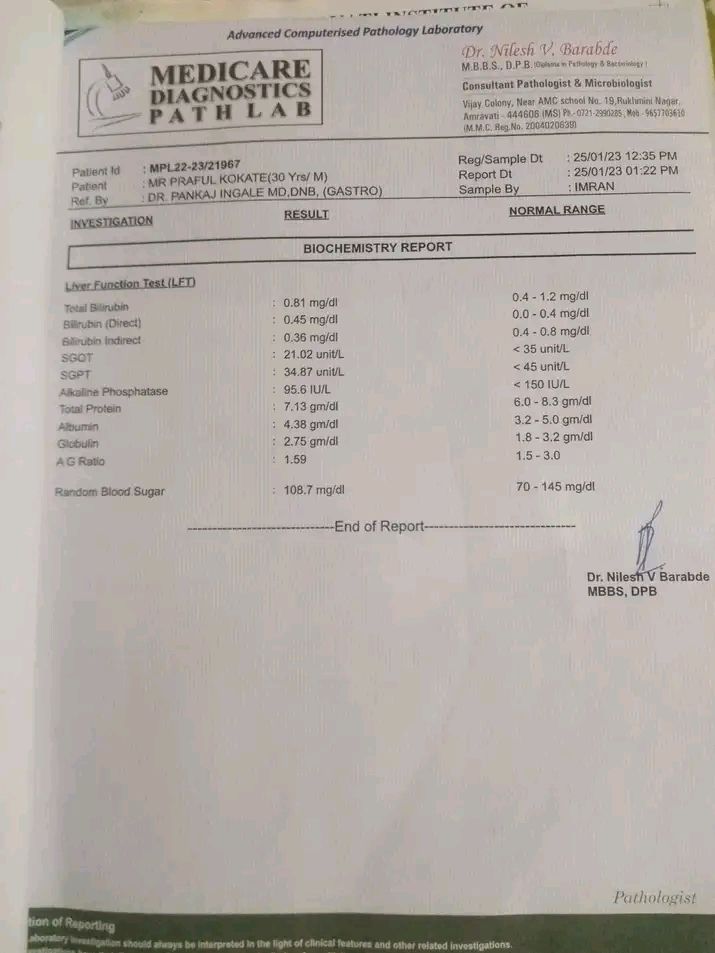 Advanced Computerised Pathology Laboratory
MEDICARE
DIAGNOSTICS
PATH LAB
Dr. Nilesh V. Barabde
M.B.B.S., D.P.B. (Diploma in Pathology & Bacteriology)
Consultant Pathologist & Microbiologist
Vijay Colony, Near AMC school No. 19, Rukhmini Nagar,
Amravati - 444606 (MS) Ph.-0721-2990285, Mob.-9657703610
(M.M.C. Reg.No. 2004020639)
Patient Id : MPL22-23/21967
Patient : MR PRAFUL KOKATE(30 Yrs/ M)
Ref. By : DR. PANKAJ INGALE MD,DNB, (GASTRO)
Reg/Sample Dt : 25/01/23 12:35 PM
Report Dt : 25/01/23 01:22 PM
Sample By : IMRAN
INVESTIGATION RESULT NORMAL RANGE
BIOCHEMISTRY REPORT
Liver Function Test (LFT)
Total Bilirubin : 0.81 mg/dl 0.4 - 1.2 mg/dl
Bilirubin (Direct) : 0.45 mg/dl 0.0 - 0.4 mg/dl
Bilirubin Indirect : 0.36 mg/dl 0.4 - 0.8 mg/dl
SGOT : 21.02 unit/L < 35 unit/L
SGPT : 34.87 unit/L < 45 unit/L
Alkaline Phosphatase : 95.6 IU/L < 150 IU/L
Total Protein : 7.13 gm/dl 6.0 - 8.3 gm/dl
Albumin : 4.38 gm/dl 3.2 - 5.0 gm/dl
Globulin : 2.75 gm/dl 1.8 - 3.2 gm/dl
A G Ratio : 1.59 1.5 - 3.0
Random Blood Sugar : 108.7 mg/dl 70 - 145 mg/dl
-----------------------------End of Report-----------------------------
Dr. Nilesh V Barabde
MBBS, DPB
Pathologist
tion of Reporting
aboratory investigation should always be interpreted in the light of clinical features and other related investigations.